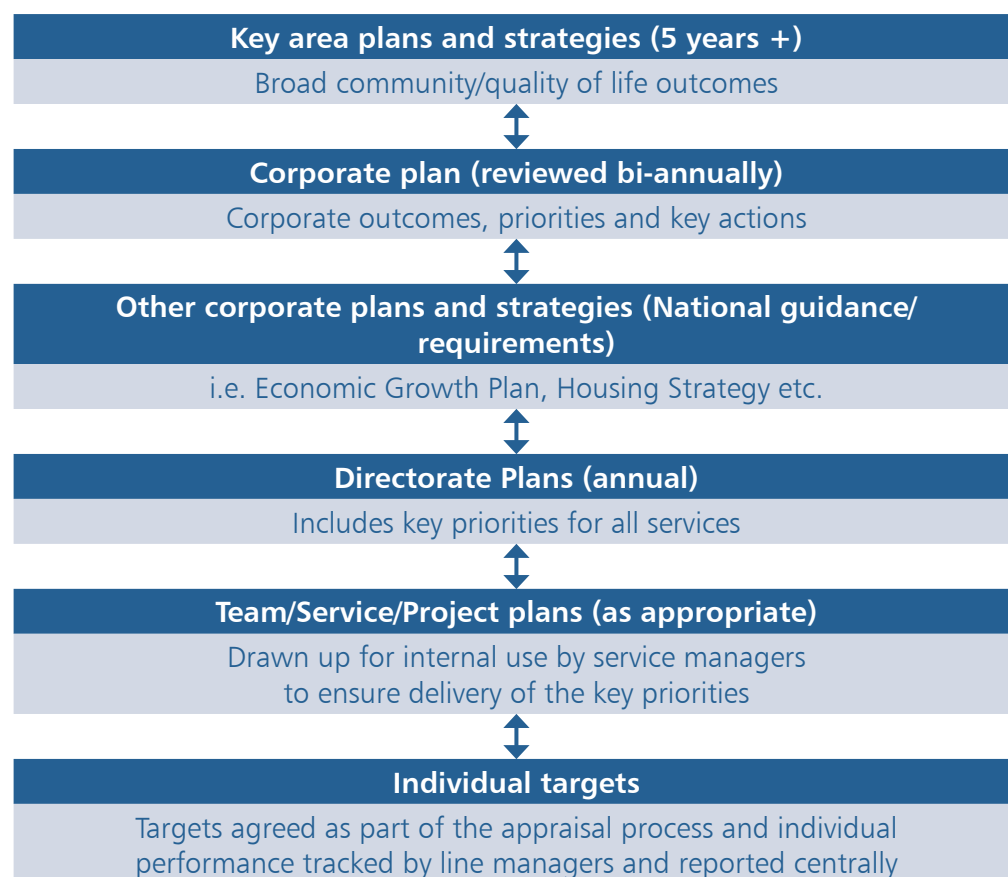 Key area plans and strategies (5 years +)
Broad community/quality of life outcomes
Corporate plan (reviewed bi-annually)
Corporate outcomes, priorities and key actions
Other corporate plans and strategies (National guidance/
requirements)
i.e. Economic Growth Plan, Housing Strategy etc.
Directorate Plans (annual)
Includes key priorities for all services
Team/Service/Project plans (as appropriate)
Drawn up for internal use by service managers
to ensure delivery of the key priorities
Individual targets
Targets agreed as part of the appraisal process and individual
performance tracked by line managers and reported centrally